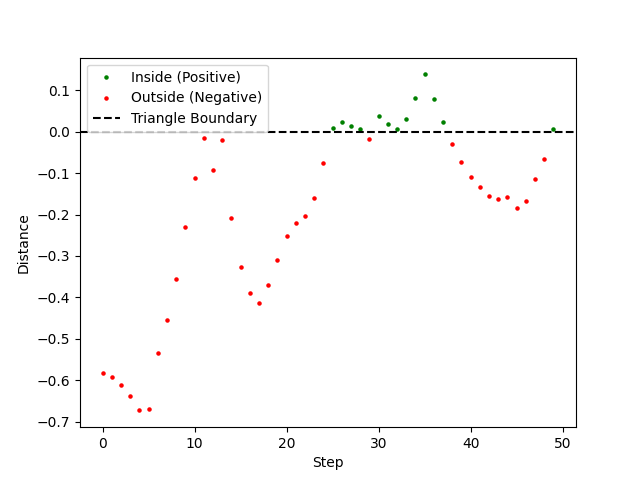 Inside (Positive)
Outside (Negative)
Triangle Boundary
0.1
0.0
−0.1
−0.2
−0.3
−0.4
−0.5
−0.6
−0.7
Distance
0 10 20 30 40 50
Step